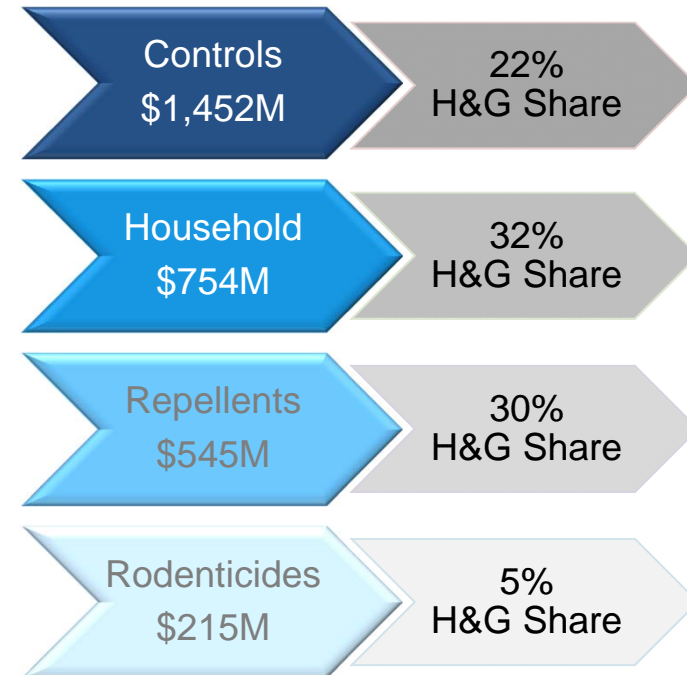 Controls
$1,452M
22%
H&G Share
Household
$754M
32%
H&G Share
Repellents
$545M
30%
H&G Share
Rodenticides
$215M
5%
H&G Share